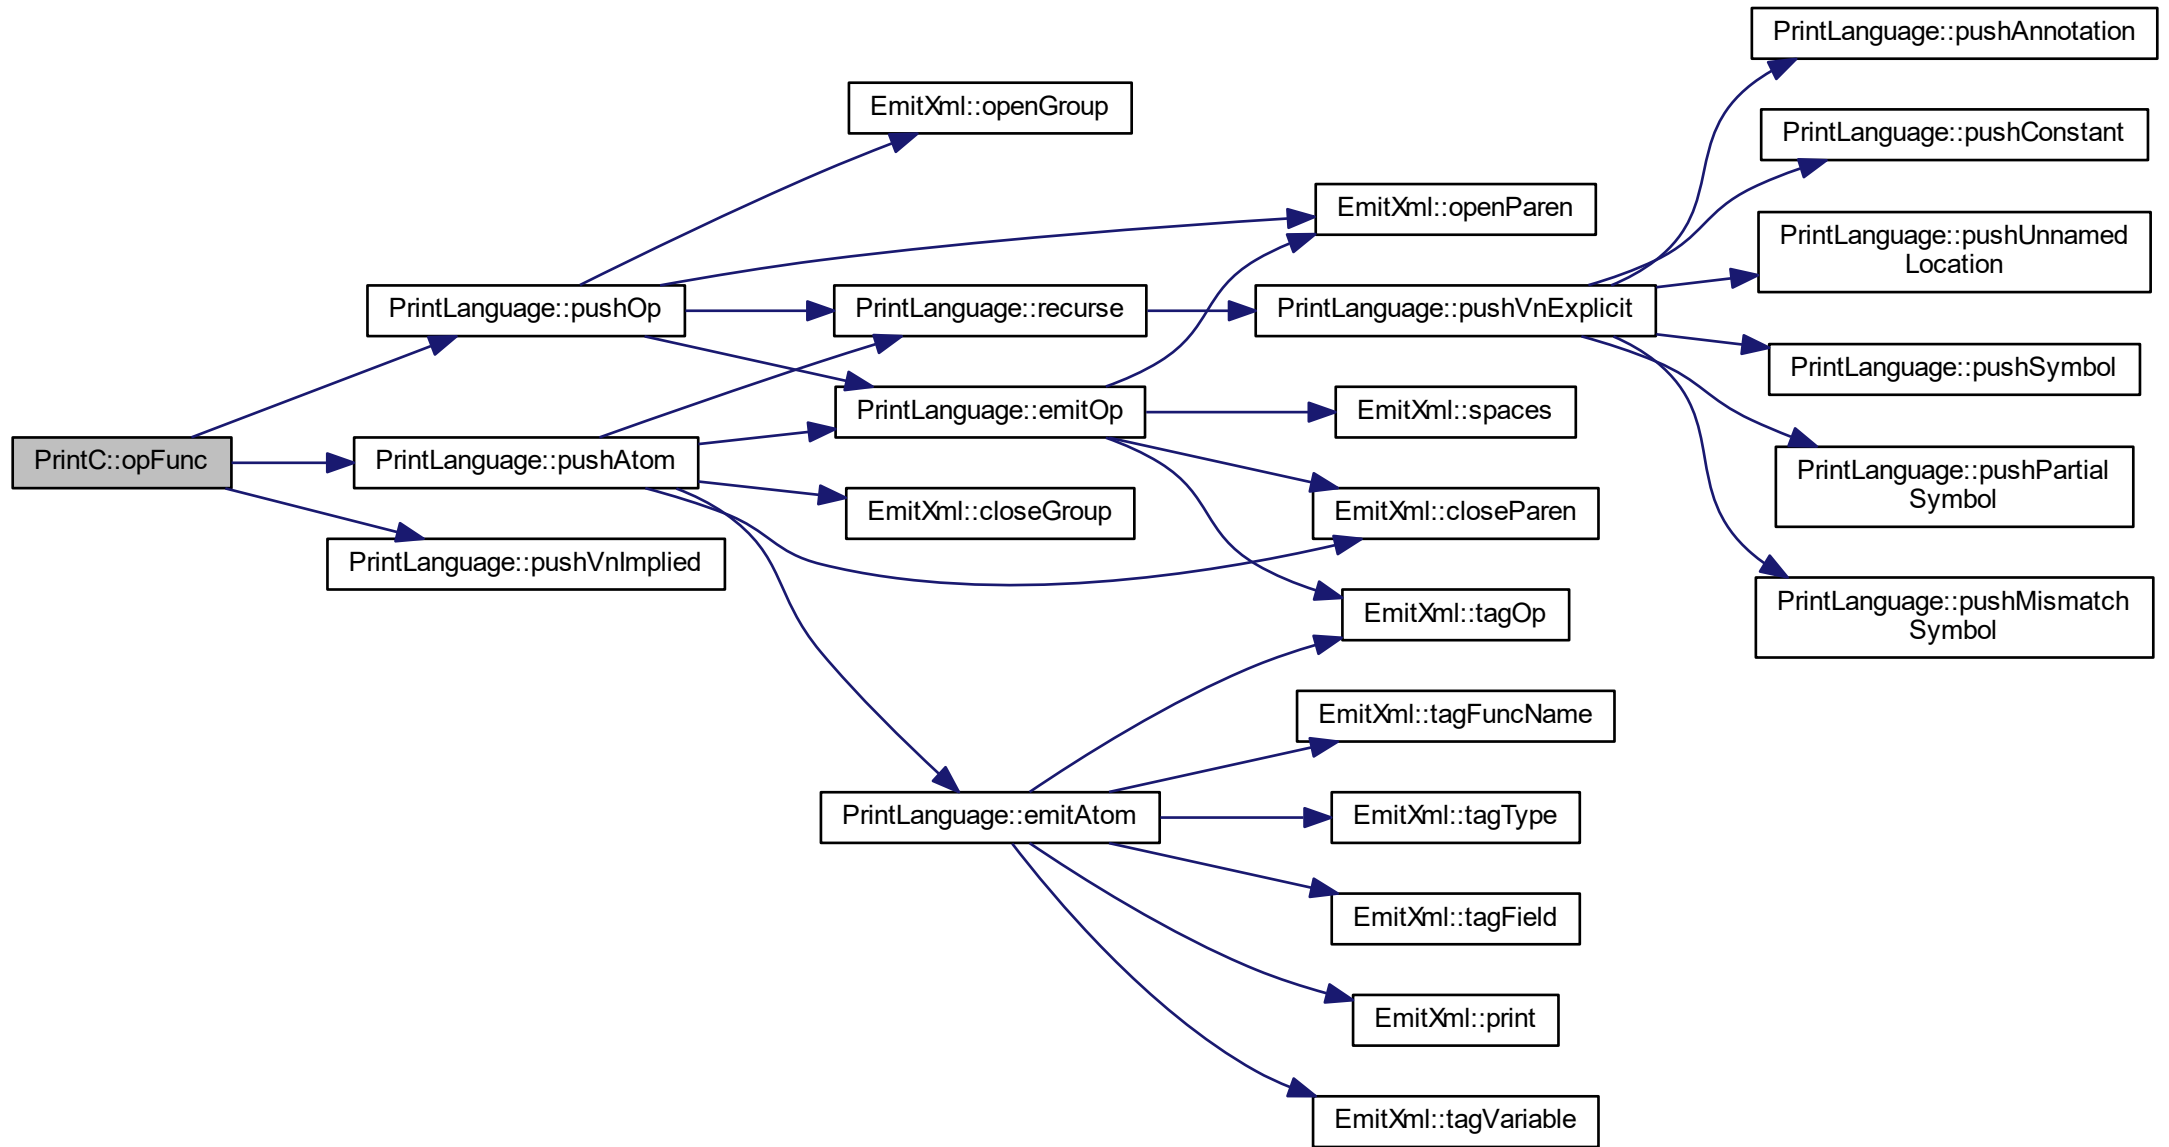 PrintLanguage::pushAnnotation
EmitXml::openGroup
PrintLanguage::pushConstant
EmitXml::openParen
PrintLanguage::pushUnnamed
Location
PrintLanguage::pushOp
PrintLanguage::recurse
PrintLanguage::pushVnExplicit
PrintLanguage::pushSymbol
PrintLanguage::emitOp
EmitXml::spaces
PrintC::opFunc
PrintLanguage::pushAtom
PrintLanguage::pushPartial
Symbol
EmitXml::closeGroup
EmitXml::closeParen
PrintLanguage::pushVnImplied
EmitXml::tagOp
PrintLanguage::pushMismatch
Symbol
EmitXml::tagFuncName
PrintLanguage::emitAtom
EmitXml::tagType
EmitXml::tagField
EmitXml::print
EmitXml::tagVariable